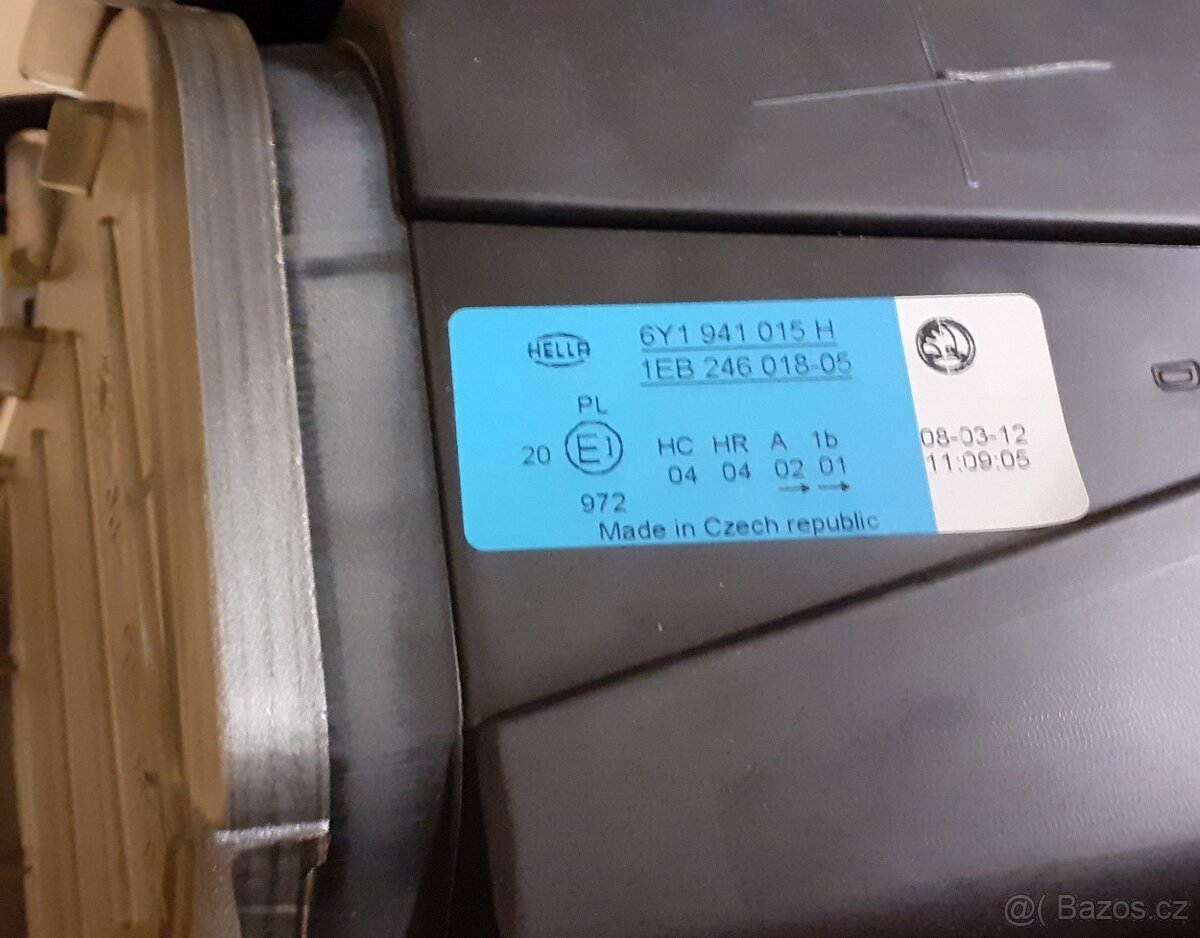 HELLA
6Y1 941 015 H
1EB 246 018-05
PL
20 E1 HC HR A 1b
04 04 02 01
972
Made in Czech republic
08-03-12
11:09:05
@( Bazos.cz